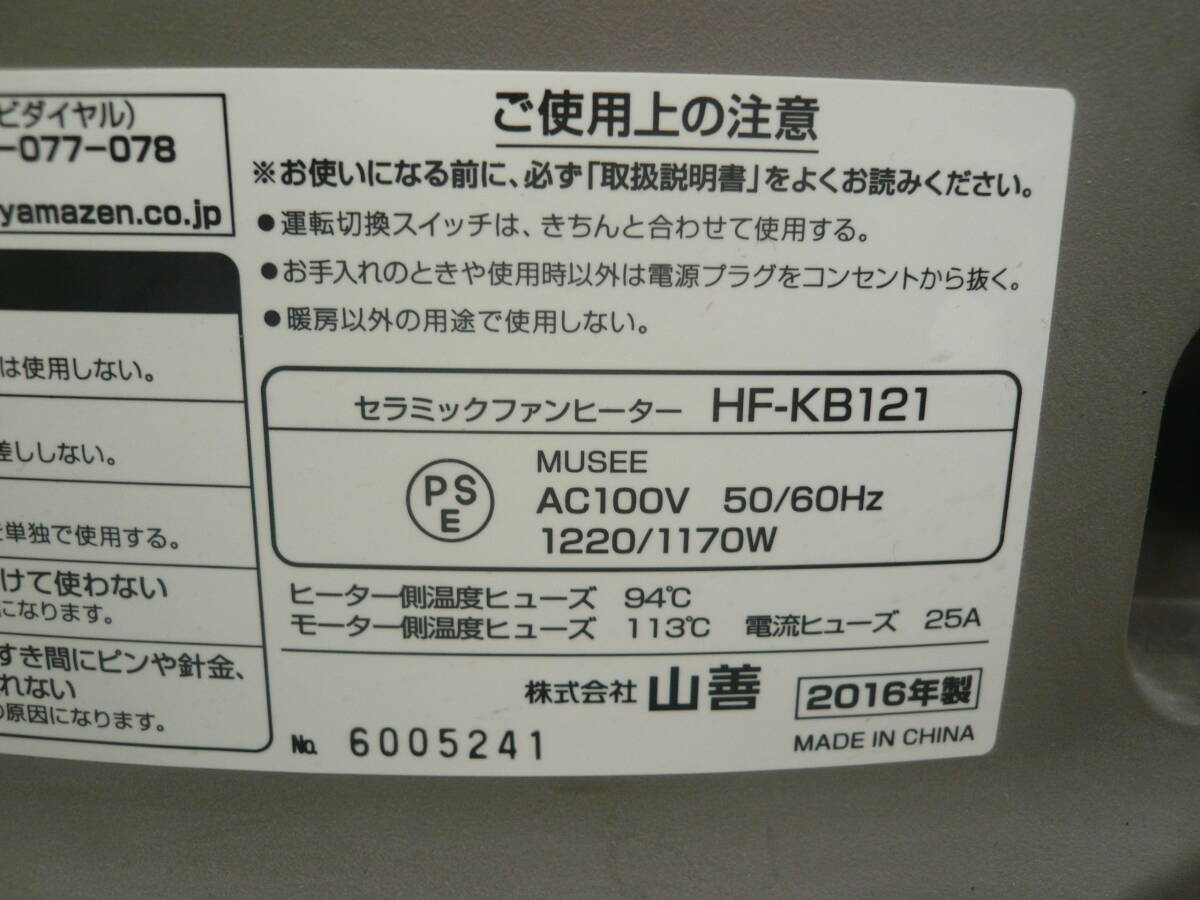 ビダイヤル)
-077-078
yamazen.co.jp
は使用しない。
差ししない。
単独で使用する。
けて使わない
になります。
すき間にピンや針金、
れない
の原因になります。
ご使用上の注意
※お使いになる前に、必ず「取扱説明書」をよくお読みください。
●運転切換スイッチは、きちんと合わせて使用する。
●お手入れのときや使用時以外は電源プラグをコンセントから抜く。
●暖房以外の用途で使用しない。
セラミックファンヒーター HF-KB121
PSE
MUSEE
AC100V 50/60Hz
1220/1170W
ヒーター側温度ヒューズ 94℃
モーター側温度ヒューズ 113℃ 電流ヒューズ 25A
株式会社 山善 2016年製
No. 6005241 MADE IN CHINA